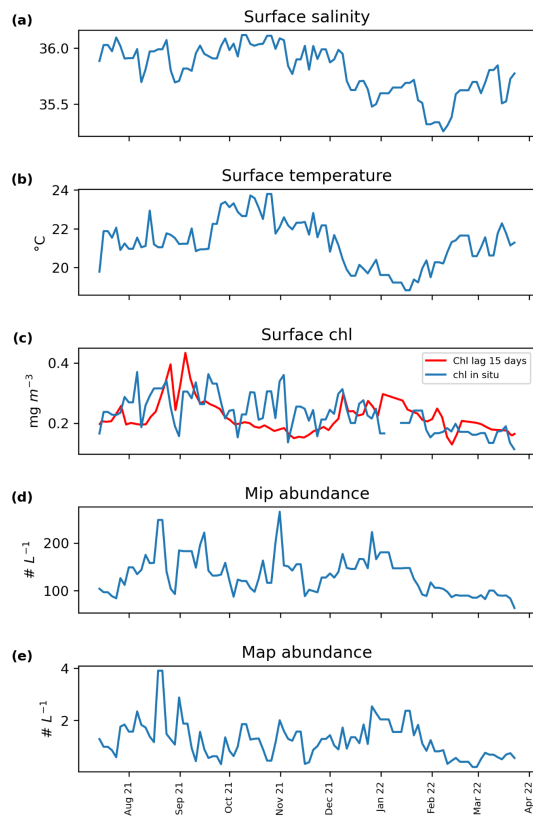 (a)
Surface salinity
36.0
35.5
(b)
Surface temperature
24
22
20
°C
(c)
Surface chl
0.4
0.2
mg m⁻³
Chl lag 15 days
chl in situ
(d)
Mip abundance
200
100
# L⁻¹
(e)
Map abundance
4
2
# L⁻¹
Aug 21
Sep 21
Oct 21
Nov 21
Dec 21
Jan 22
Feb 22
Mar 22
Apr 22